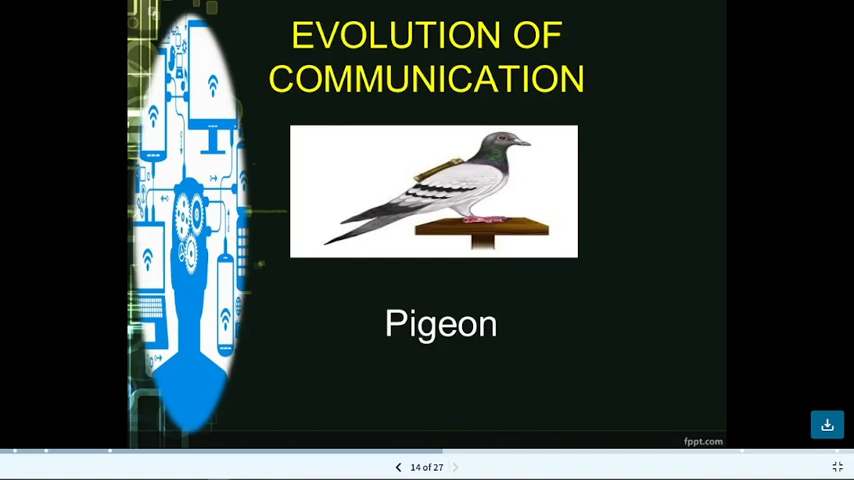 EVOLUTION OF
COMMUNICATION
Pigeon
fppt.com
14 of 27